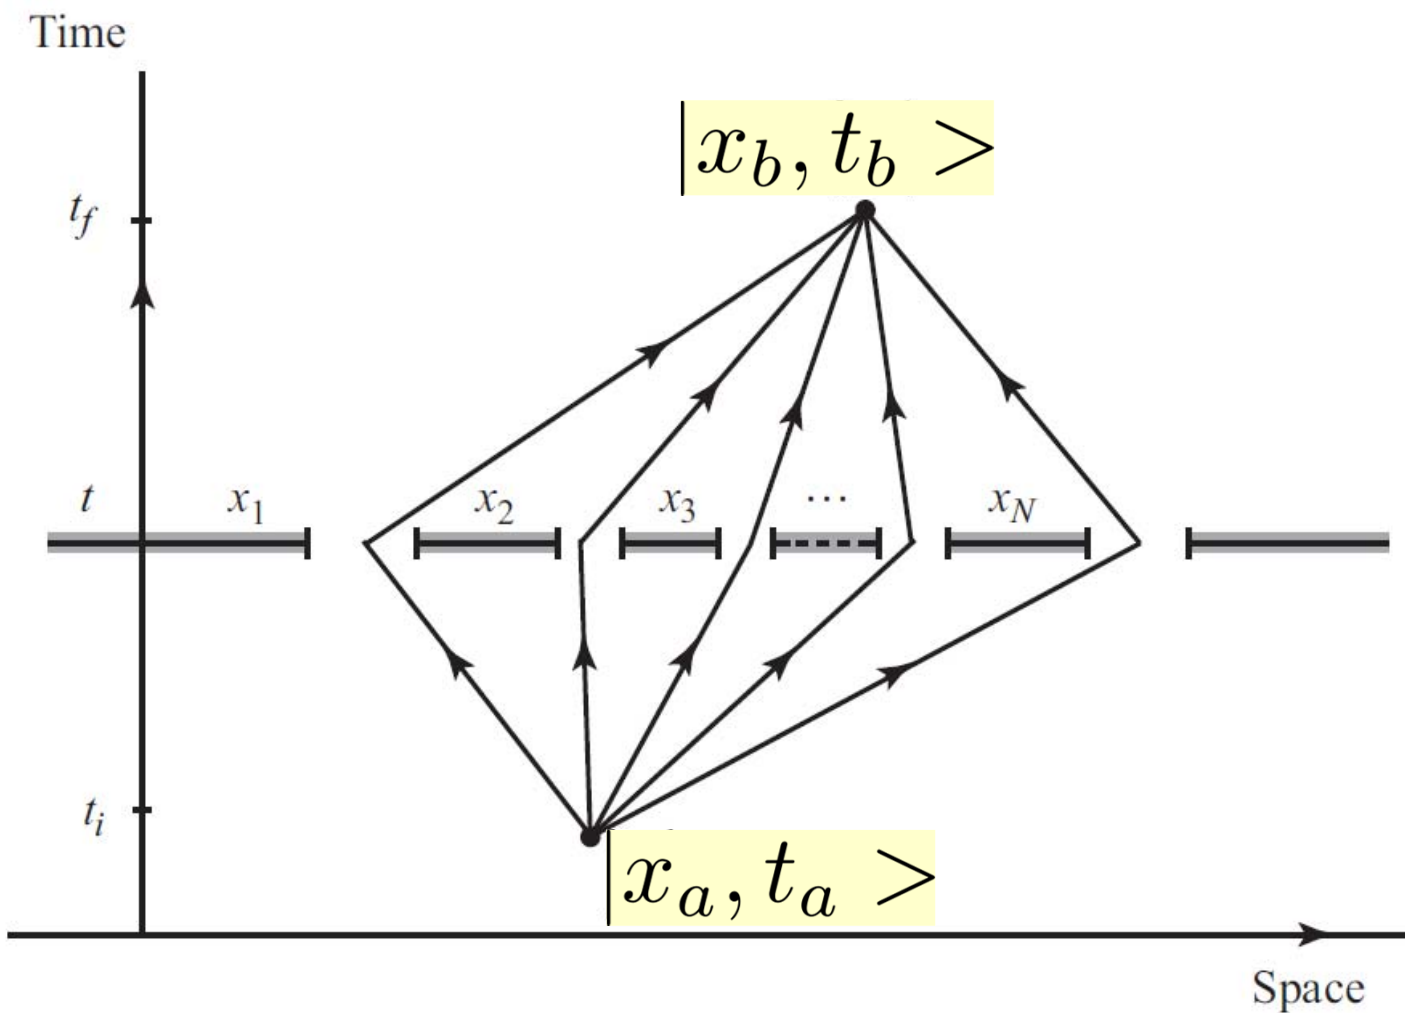 Time
|x_b, t_b >
t_f
t x_1 x_2 x_3 ... x_N
t_i
|x_a, t_a >
Space